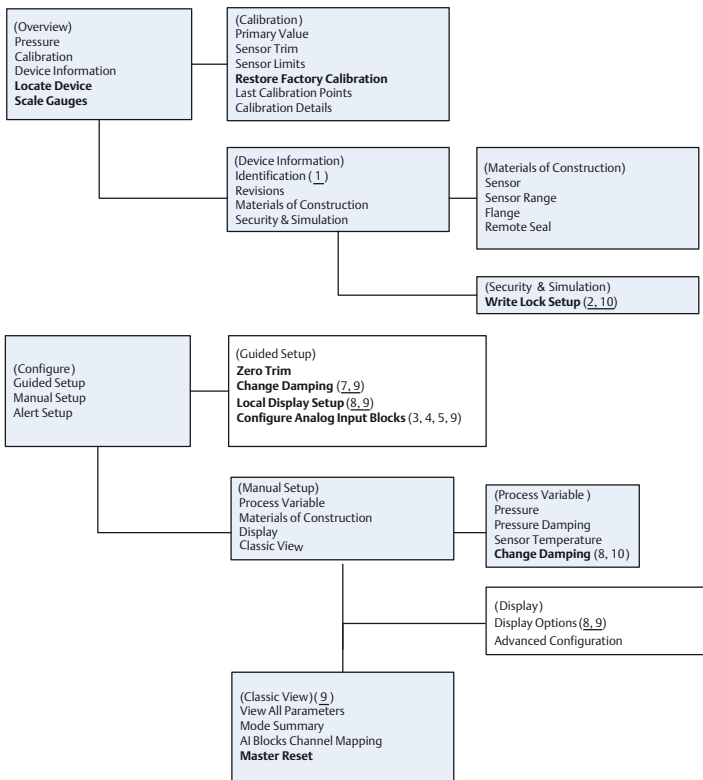 (Overview)
Pressure
Calibration
Device Information
Locate Device
Scale Gauges
(Calibration)
Primary Value
Sensor Trim
Sensor Limits
Restore Factory Calibration
Last Calibration Points
Calibration Details
(Device Information)
Identification (1)
Revisions
Materials of Construction
Security & Simulation
(Materials of Construction)
Sensor
Sensor Range
Flange
Remote Seal
(Security & Simulation)
Write Lock Setup (2, 10)
(Configure)
Guided Setup
Manual Setup
Alert Setup
(Guided Setup)
Zero Trim
Change Damping (7, 9)
Local Display Setup (8, 9)
Configure Analog Input Blocks (3, 4, 5, 9)
(Manual Setup)
Process Variable
Materials of Construction
Display
Classic View
(Process Variable )
Pressure
Pressure Damping
Sensor Temperature
Change Damping (8, 10)
(Display)
Display Options (8, 9)
Advanced Configuration
(Classic View) (9)
View All Parameters
Mode Summary
AI Blocks Channel Mapping
Master Reset